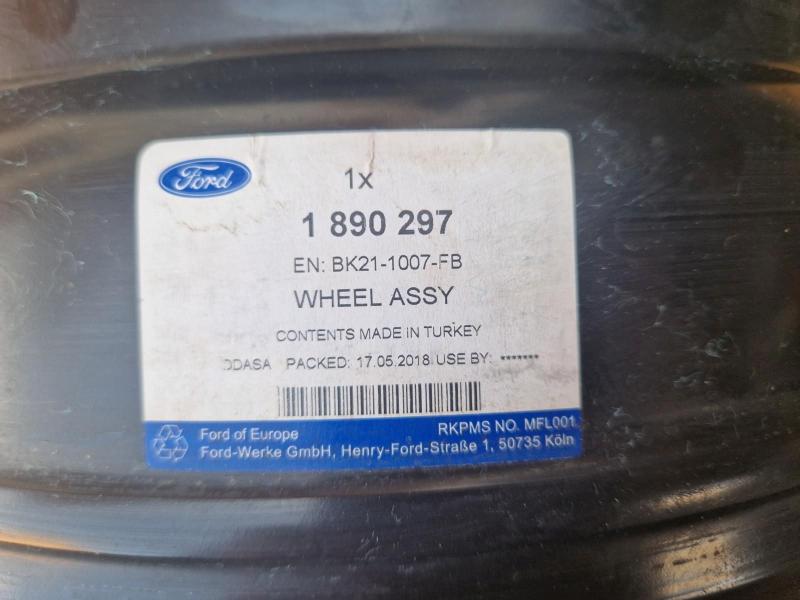 Ford
1x
1 890 297
EN: BK21-1007-FB
WHEEL ASSY
CONTENTS MADE IN TURKEY
DDASA PACKED: 17.05.2018 USE BY: *******
Ford of Europe RKPMS NO. MFL001
Ford-Werke GmbH, Henry-Ford-Straße 1, 50735 Köln